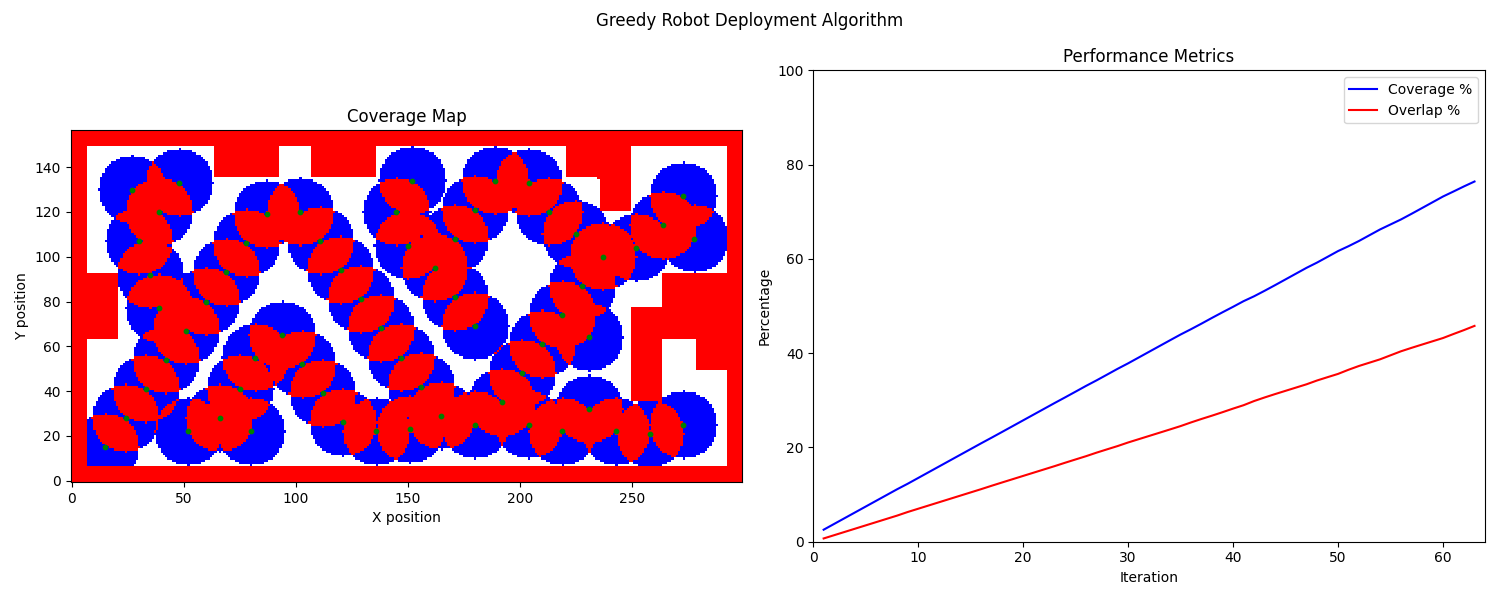 Greedy Robot Deployment Algorithm
Coverage Map
140
120
100
80
60
40
20
0
Y position
0 50 100 150 200 250
X position
Performance Metrics
100
80
60
40
20
0
Percentage
Coverage %
Overlap %
0 10 20 30 40 50 60
Iteration